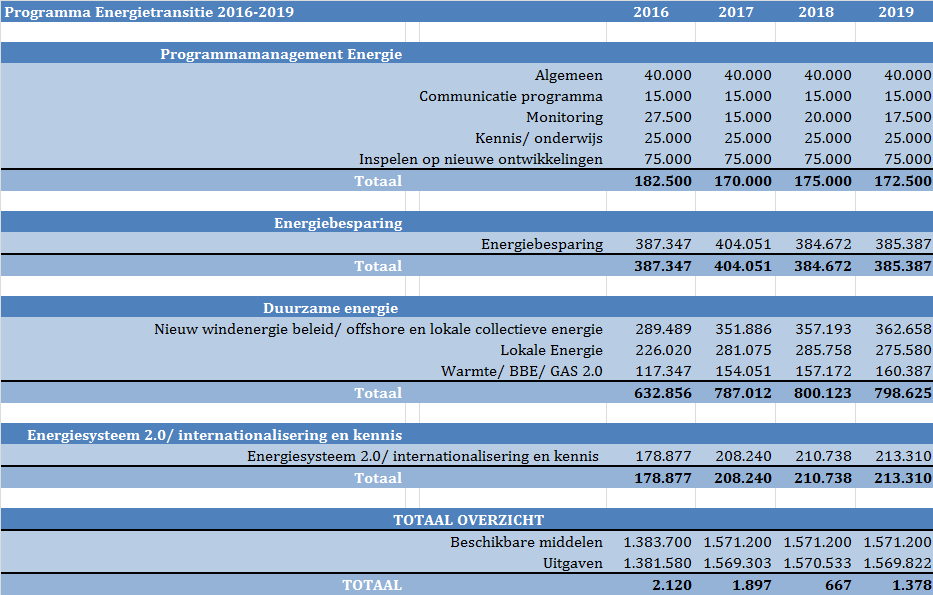 Programma Energietransitie 2016-2019 2016 2017 2018 2019
Programmamanagement Energie
Algemeen 40.000 40.000 40.000 40.000
Communicatie programma 15.000 15.000 15.000 15.000
Monitoring 27.500 15.000 20.000 17.500
Kennis/ onderwijs 25.000 25.000 25.000 25.000
Inspelen op nieuwe ontwikkelingen 75.000 75.000 75.000 75.000
Totaal 182.500 170.000 175.000 172.500
Energiebesparing
Energiebesparing 387.347 404.051 384.672 385.387
Totaal 387.347 404.051 384.672 385.387
Duurzame energie
Nieuw windenergie beleid/ offshore en lokale collectieve energie 289.489 351.886 357.193 362.658
Lokale Energie 226.020 281.075 285.758 275.580
Warmte/ BBE/ GAS 2.0 117.347 154.051 157.172 160.387
Totaal 632.856 787.012 800.123 798.625
Energiesysteem 2.0/ internationalisering en kennis
Energiesysteem 2.0/ internationalisering en kennis 178.877 208.240 210.738 213.310
Totaal 178.877 208.240 210.738 213.310
TOTAAL OVERZICHT
Beschikbare middelen 1.383.700 1.571.200 1.571.200 1.571.200
Uitgaven 1.381.580 1.569.303 1.570.533 1.569.822
TOTAAL 2.120 1.897 667 1.378